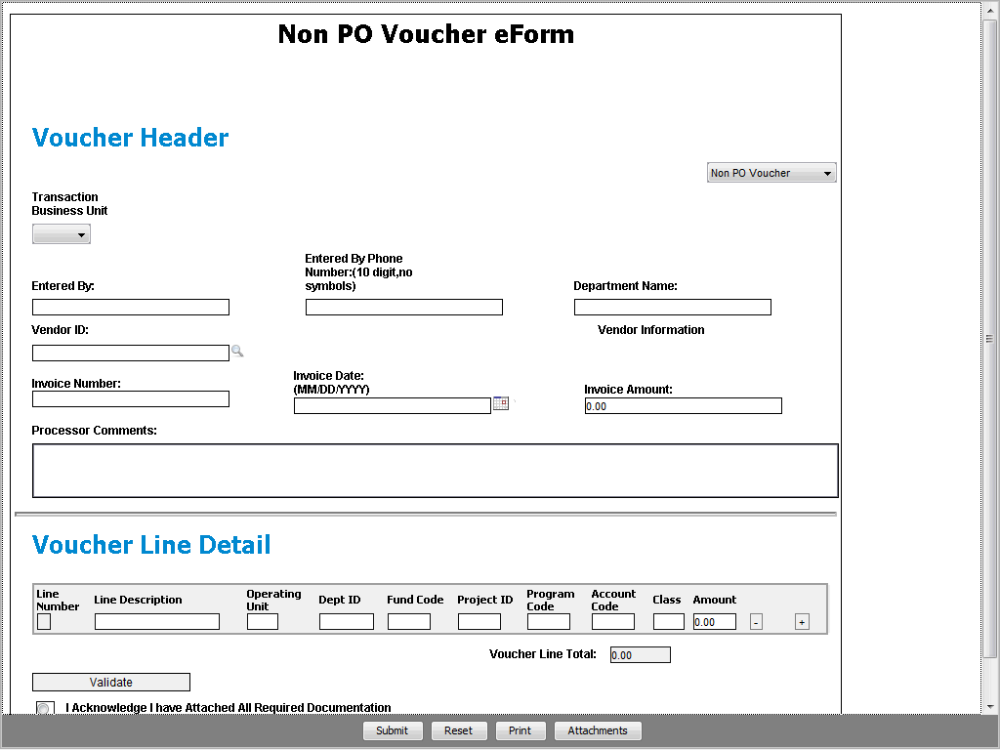 Non PO Voucher eForm
Voucher Header
Non PO Voucher
Transaction
Business Unit
Entered By:
Entered By Phone
Number:(10 digit,no
symbols)
Department Name:
Vendor ID:
Vendor Information
Invoice Number:
Invoice Date:
(MM/DD/YYYY)
Invoice Amount:
0.00
Processor Comments:
Voucher Line Detail
Line
Number
Line Description
Operating
Unit
Dept ID
Fund Code
Project ID
Program
Code
Account
Code
Class
Amount
0.00
-
+
Voucher Line Total:
0.00
Validate
I Acknowledge I have Attached All Required Documentation
Submit
Reset
Print
Attachments